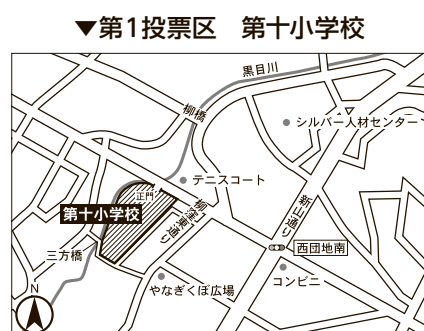 ▼第1投票区　第十小学校
黒目川
柳橋
シルバー人材センター
正門
テニスコート
第十小学校
柳窪東通り
新山通り
三方橋
西団地南
やなぎくぼ広場
コンビニ
N